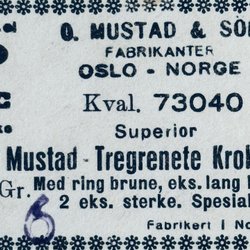 O. MUSTAD & SÖ
FABRIKANTER
OSLO - NORGE
Kval. 73040
Superior
Mustad - Tregrenete Krok
Gr. Med ring brune, eks. lang
2 eks. sterke. Spesial
6
Fabrikert i N